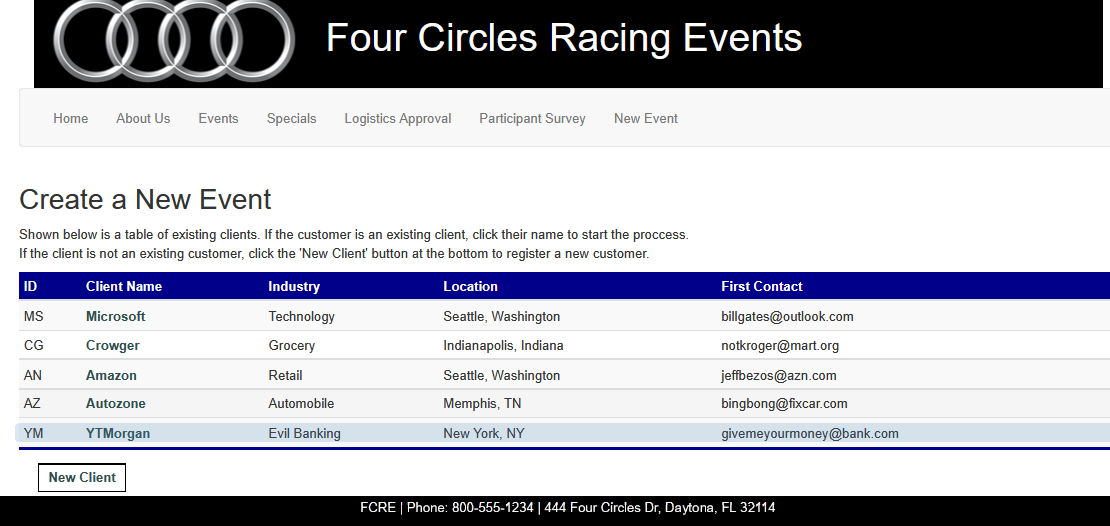 Four Circles Racing Events
Home About Us Events Specials Logistics Approval Participant Survey New Event
Create a New Event
Shown below is a table of existing clients. If the customer is an existing client, click their name to start the proccess.
If the client is not an existing customer, click the 'New Client' button at the bottom to register a new customer.
ID Client Name Industry Location First Contact
MS Microsoft Technology Seattle, Washington billgates@outlook.com
CG Crowger Grocery Indianapolis, Indiana notkroger@mart.org
AN Amazon Retail Seattle, Washington jeffbezos@azn.com
AZ Autozone Automobile Memphis, TN bingbong@fixcar.com
YM YTMorgan Evil Banking New York, NY givemeyourmoney@bank.com
New Client
FCRE | Phone: 800-555-1234 | 444 Four Circles Dr, Daytona, FL 32114